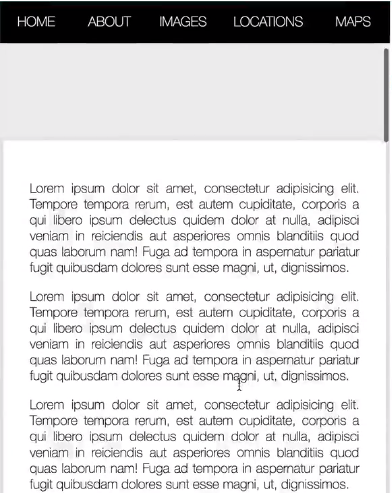 HOME ABOUT IMAGES LOCATIONS MAPS
Lorem ipsum dolor sit amet, consectetur adipisicing elit.
Tempore tempora rerum, est autem cupiditate, corporis a
qui libero ipsum delectus quidem dolor at nulla, adipisci
veniam in reiciendis aut asperiores omnis blanditiis quod
quas laborum nam! Fuga ad tempora in aspernatur pariatur
fugit quibusdam dolores sunt esse magni, ut, dignissimos.
Lorem ipsum dolor sit amet, consectetur adipisicing elit.
Tempore tempora rerum, est autem cupiditate, corporis a
qui libero ipsum delectus quidem dolor at nulla, adipisci
veniam in reiciendis aut asperiores omnis blanditiis quod
quas laborum nam! Fuga ad tempora in aspernatur pariatur
fugit quibusdam dolores sunt esse magni, ut, dignissimos.
Lorem ipsum dolor sit amet, consectetur adipisicing elit.
Tempore tempora rerum, est autem cupiditate, corporis a
qui libero ipsum delectus quidem dolor at nulla, adipisci
veniam in reiciendis aut asperiores omnis blanditiis quod
quas laborum nam! Fuga ad tempora in aspernatur pariatur
fugit quibusdam dolores sunt esse magni, ut, dignissimos.